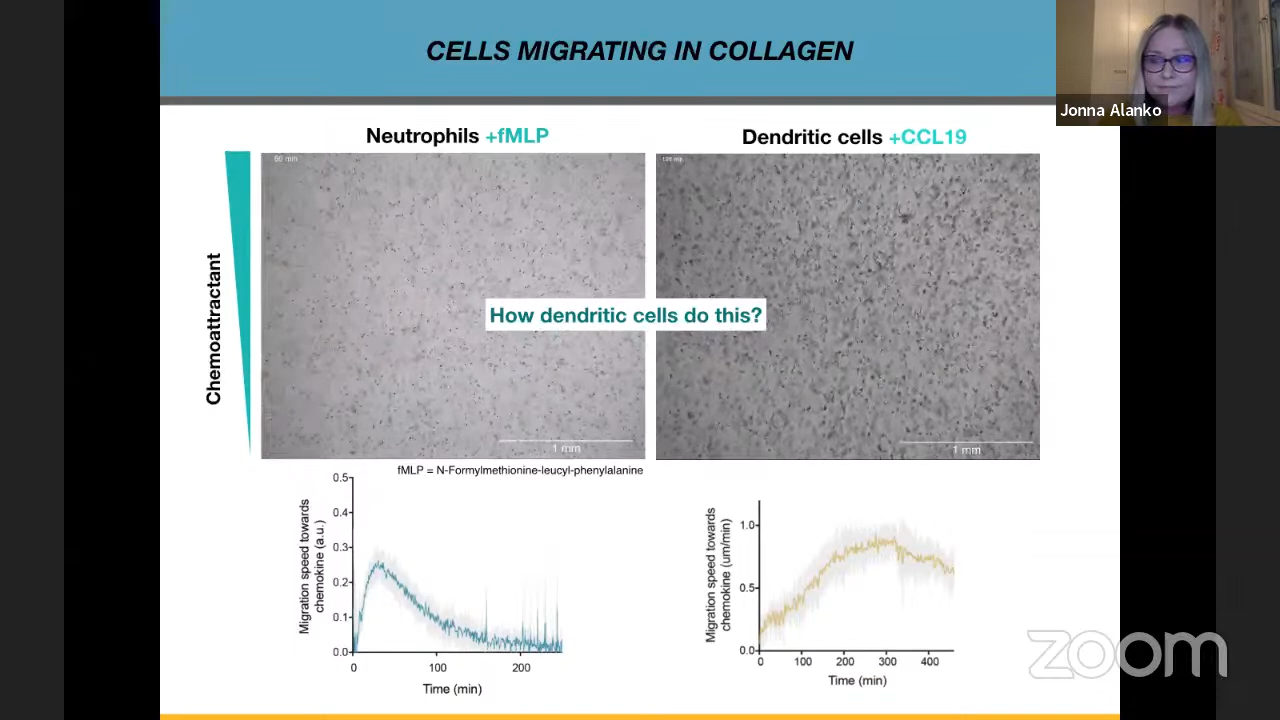 CELLS MIGRATING IN COLLAGEN
Jonna Alanko
Neutrophils +fMLP
Dendritic cells +CCL19
Chemoattractant
How dendritic cells do this?
1 mm
1 mm
fMLP = N-Formylmethionine-leucyl-phenylalanine
Migration speed towards
chemokine (a.u.)
0.5
0.4
0.3
0.2
0.1
0.0
0
100
200
Time (min)
Migration speed towards
chemokine (um/min)
1.0
0.5
0.0
0
100
200
300
400
Time (min)
zoom